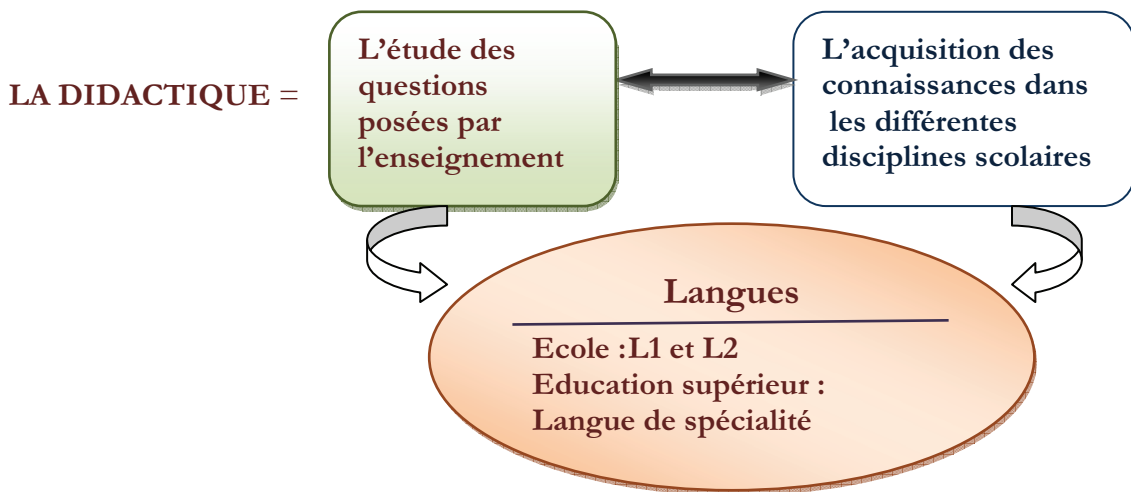 LA DIDACTIQUE =
L’étude des
questions
posées par
l’enseignement
L’acquisition des
connaissances dans
les différentes
disciplines scolaires
Langues
Ecole :L1 et L2
Education supérieur :
Langue de spécialité